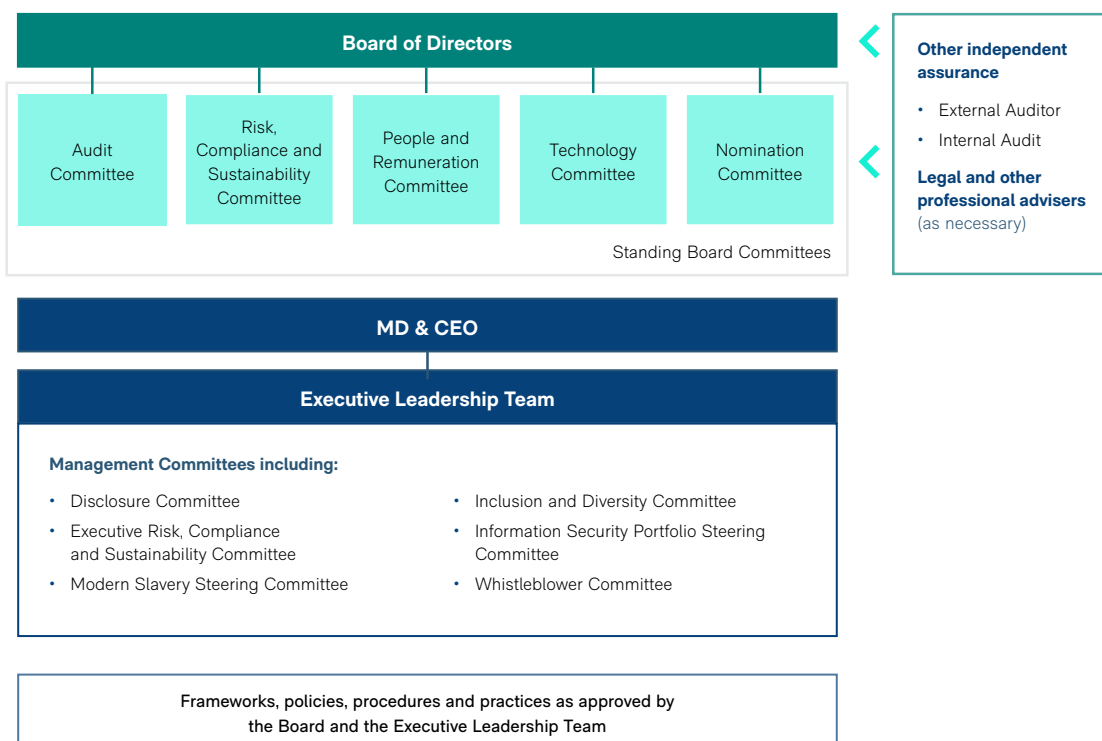 Board of Directors
Audit
Committee
Risk,
Compliance and
Sustainability
Committee
People and
Remuneration
Committee
Technology
Committee
Nomination
Committee
Standing Board Committees
Other independent
assurance
• External Auditor
• Internal Audit
Legal and other
professional advisers
(as necessary)
MD & CEO
Executive Leadership Team
Management Committees including:
• Disclosure Committee
• Executive Risk, Compliance
and Sustainability Committee
• Modern Slavery Steering Committee
• Inclusion and Diversity Committee
• Information Security Portfolio Steering
Committee
• Whistleblower Committee
Frameworks, policies, procedures and practices as approved by
the Board and the Executive Leadership Team